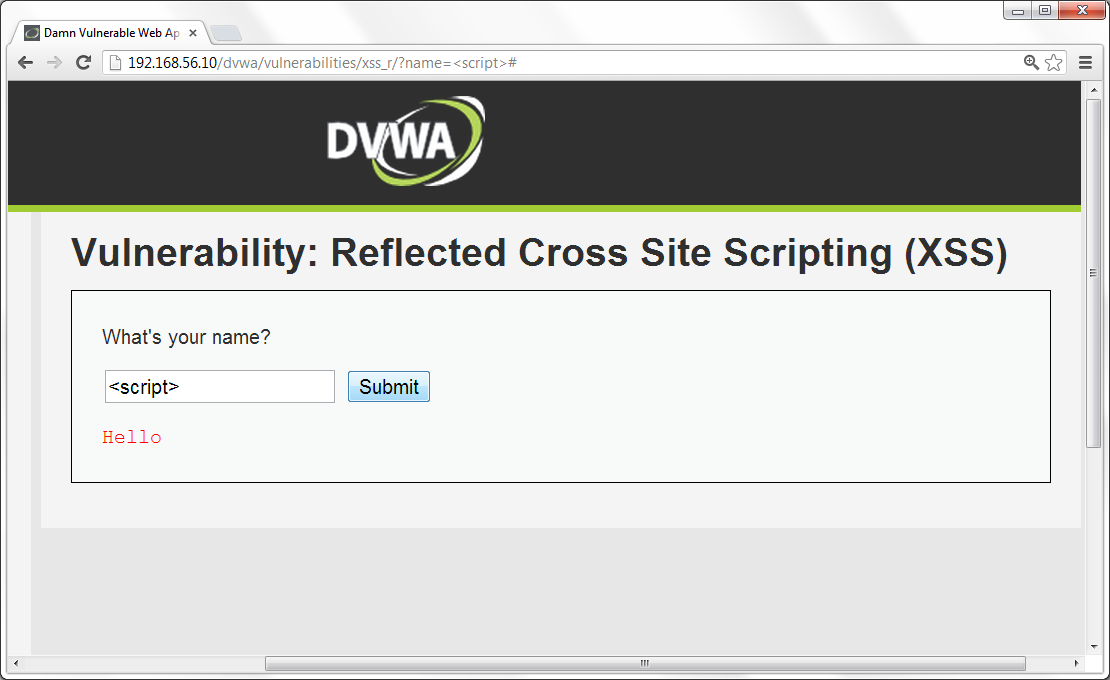 Damn Vulnerable Web Ap
192.168.56.10/dvwa/vulnerabilities/xss_r/?name=<script>#
DVWA
Vulnerability: Reflected Cross Site Scripting (XSS)
What's your name?
<script> Submit
Hello